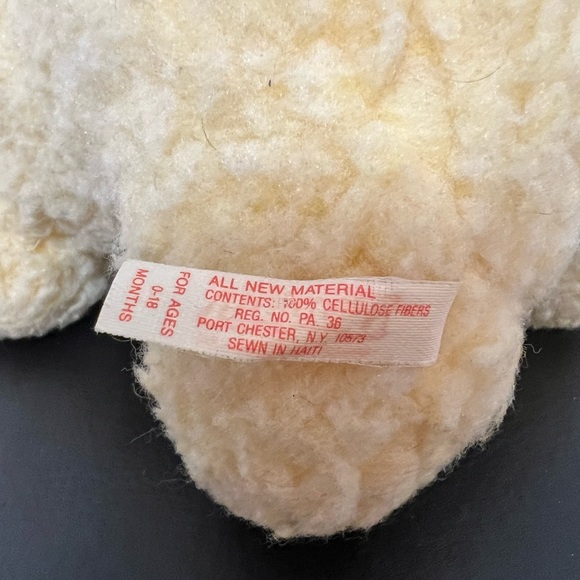 ALL NEW MATERIAL
CONTENTS: 100% CELLULOSE FIBERS
REG. NO. PA. 36
PORT CHESTER, N.Y. 10573
SEWN IN HAITI
FOR AGES
0-18
MONTHS